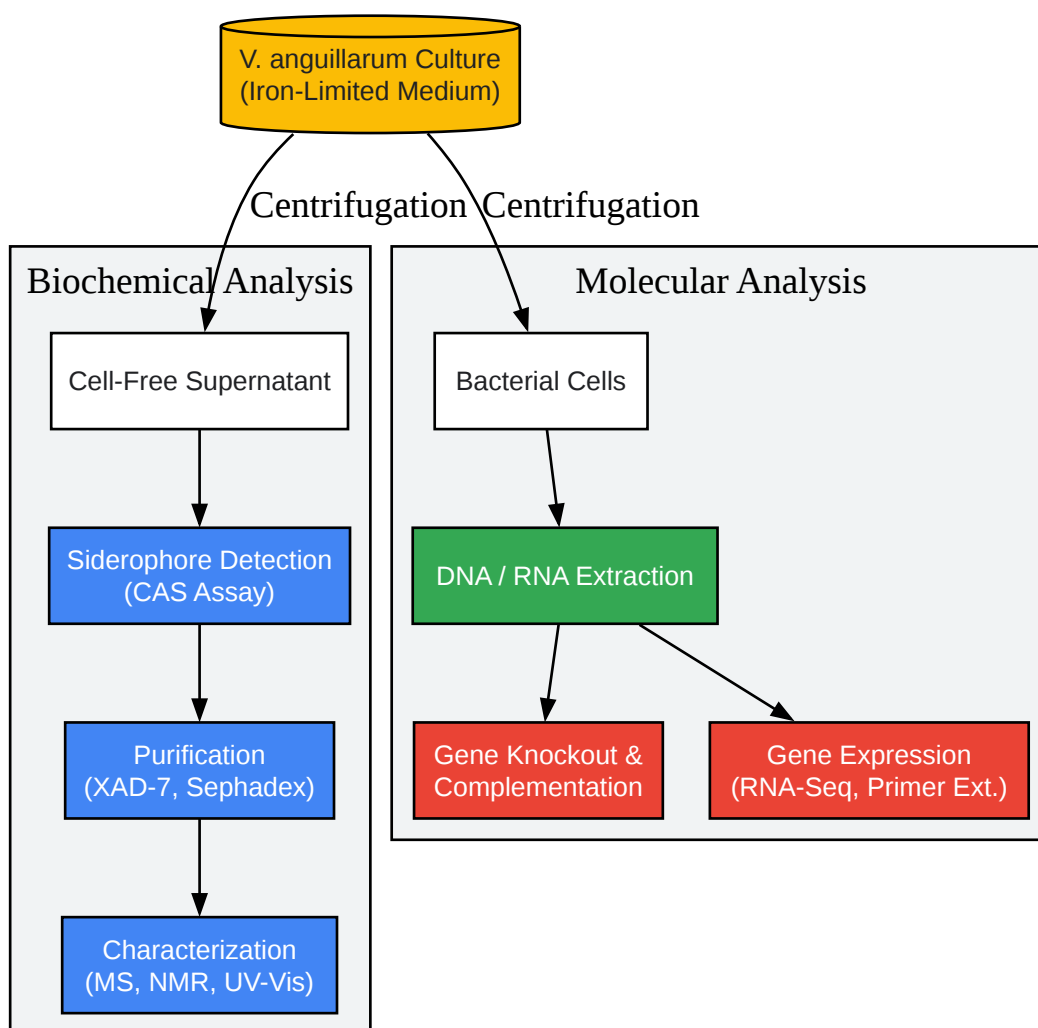 V. anguillarum Culture
(Iron-Limited Medium)
Centrifugation
Centrifugation
Biochemical Analysis
Cell-Free Supernatant
Siderophore Detection
(CAS Assay)
Purification
(XAD-7, Sephadex)
Characterization
(MS, NMR, UV-Vis)
Molecular Analysis
Bacterial Cells
DNA / RNA Extraction
Gene Knockout &
Complementation
Gene Expression
(RNA-Seq, Primer Ext.)